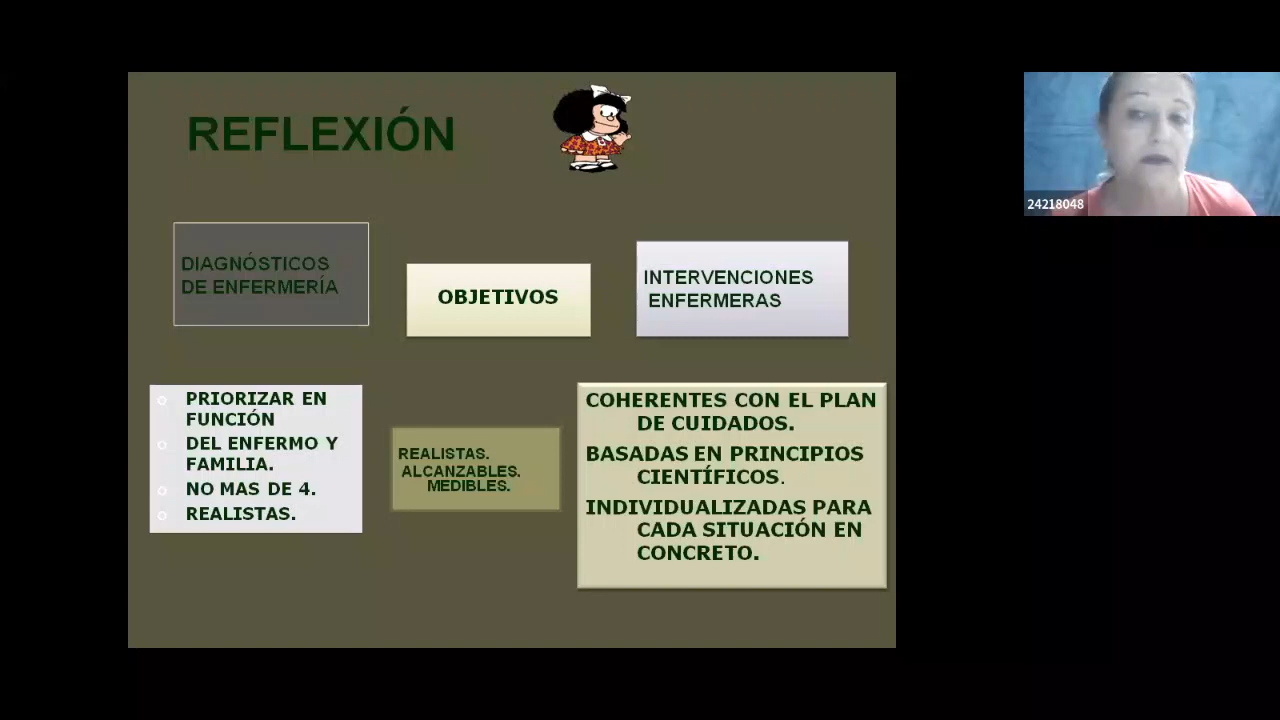 REFLEXIÓN
DIAGNÓSTICOS
DE ENFERMERÍA
OBJETIVOS
INTERVENCIONES
ENFERMERAS
PRIORIZAR EN
FUNCIÓN
DEL ENFERMO Y
FAMILIA.
NO MAS DE 4.
REALISTAS.
REALISTAS.
ALCANZABLES.
MEDIBLES.
COHERENTES CON EL PLAN
DE CUIDADOS.
BASADAS EN PRINCIPIOS
CIENTÍFICOS.
INDIVIDUALIZADAS PARA
CADA SITUACIÓN EN
CONCRETO.
24218048